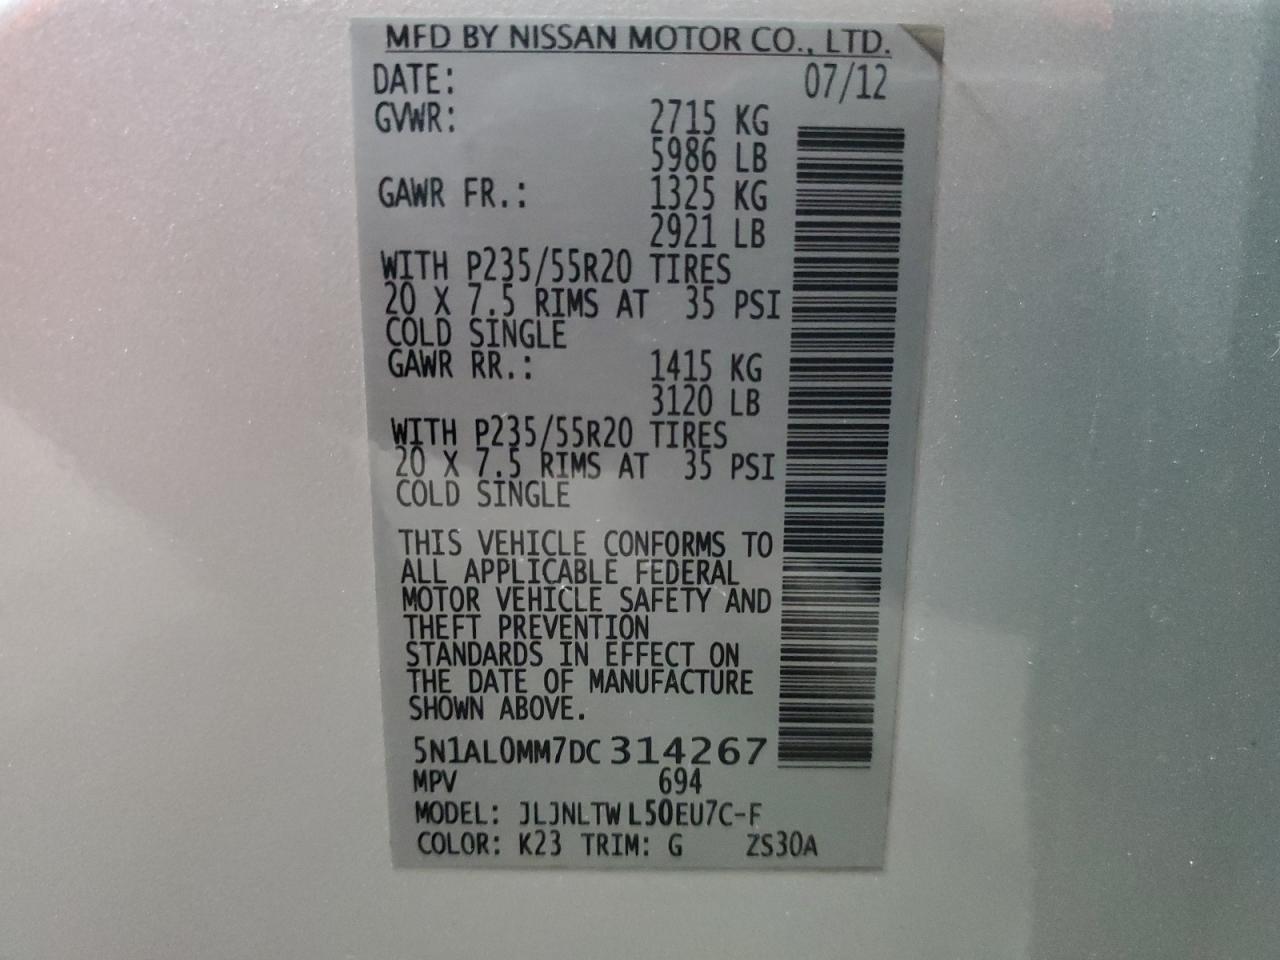 MFD BY NISSAN MOTOR CO., LTD.
DATE: 07/12
GVWR: 2715 KG
5986 LB
GAWR FR.: 1325 KG
2921 LB
WITH P235/55R20 TIRES
20 X 7.5 RIMS AT 35 PSI
COLD SINGLE
GAWR RR.: 1415 KG
3120 LB
WITH P235/55R20 TIRES
20 X 7.5 RIMS AT 35 PSI
COLD SINGLE
THIS VEHICLE CONFORMS TO
ALL APPLICABLE FEDERAL
MOTOR VEHICLE SAFETY AND
THEFT PREVENTION
STANDARDS IN EFFECT ON
THE DATE OF MANUFACTURE
SHOWN ABOVE.
5N1AL0MM7DC314267
MPV 694
MODEL: JLJNLTWL50EU7C-F
COLOR: K23 TRIM: G ZS30A